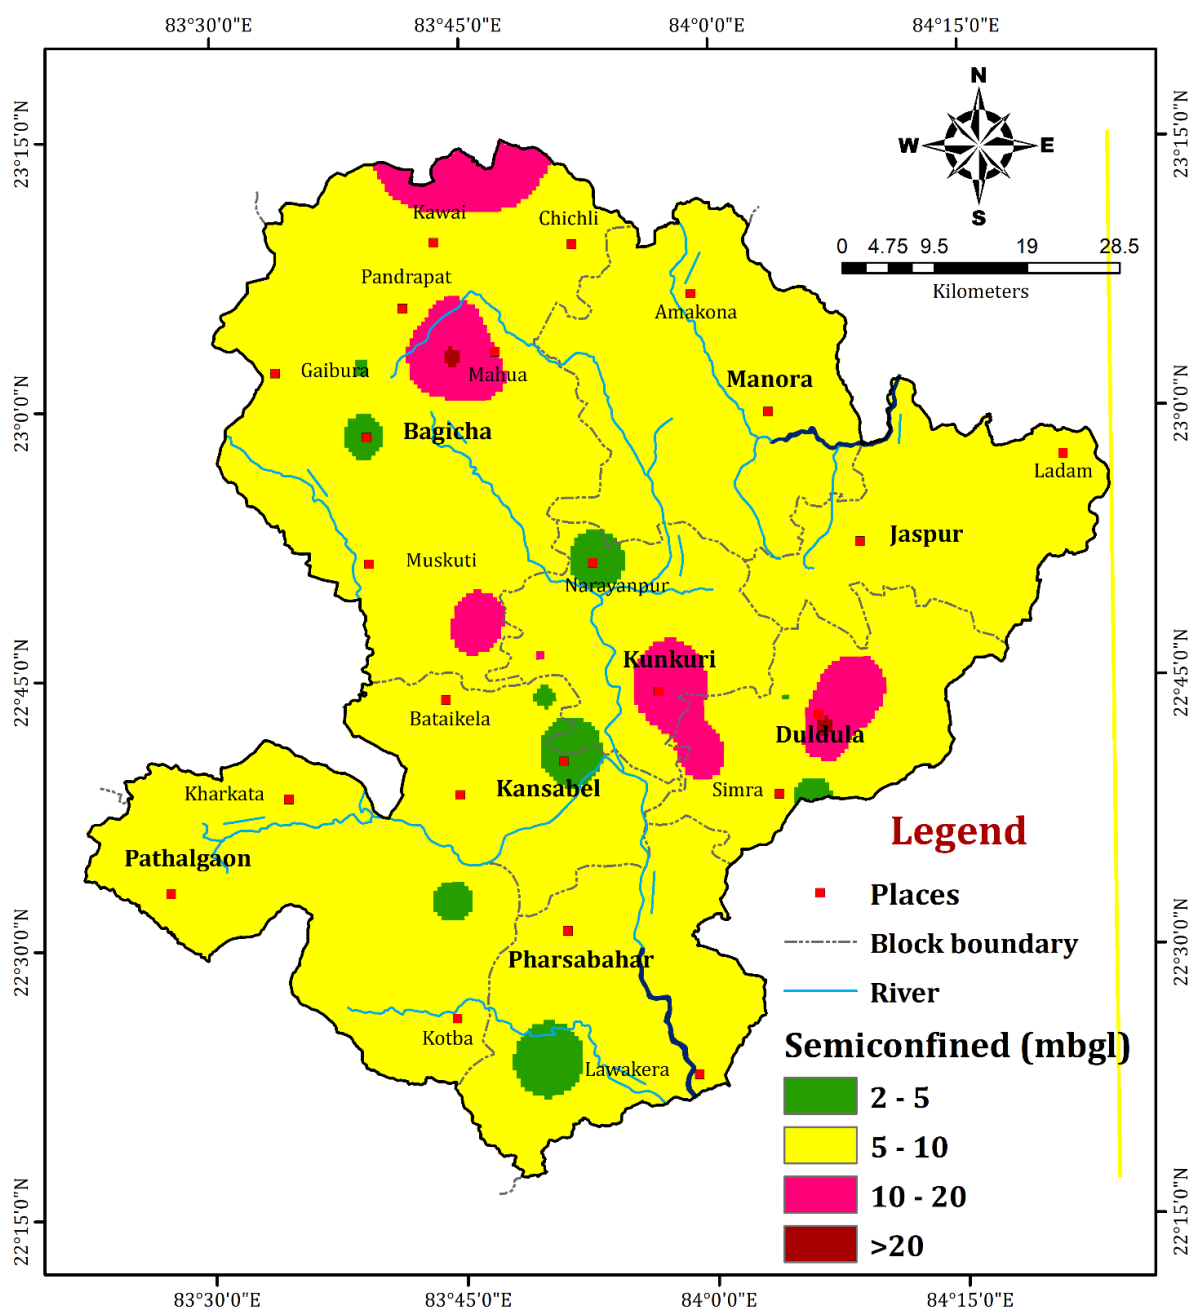 83°30'0"E 83°45'0"E 84°0'0"E 84°15'0"E
23°15'0"N
23°15'0"N
N
W E
S
0 4.75 9.5 19 28.5
Kilometers
Kawai
Chichli
Pandrapat
Amakona
Gaibura
Mahua
Manora
23°0'0"N
23°0'0"N
Bagicha
Ladam
Jaspur
Muskuti
Narayanpur
Kunkuri
22°45'0"N
22°45'0"N
Bataikela
Duldula
Kansabel
Simra
Kharkata
Legend
Pathalgaon
Places
Block boundary
Pharsabahar
22°30'0"N
22°30'0"N
River
Kotba
Semiconfined (mbgl)
Lawakera
2 - 5
5 - 10
10 - 20
>20
22°15'0"N
22°15'0"N
83°30'0"E 83°45'0"E 84°0'0"E 84°15'0"E